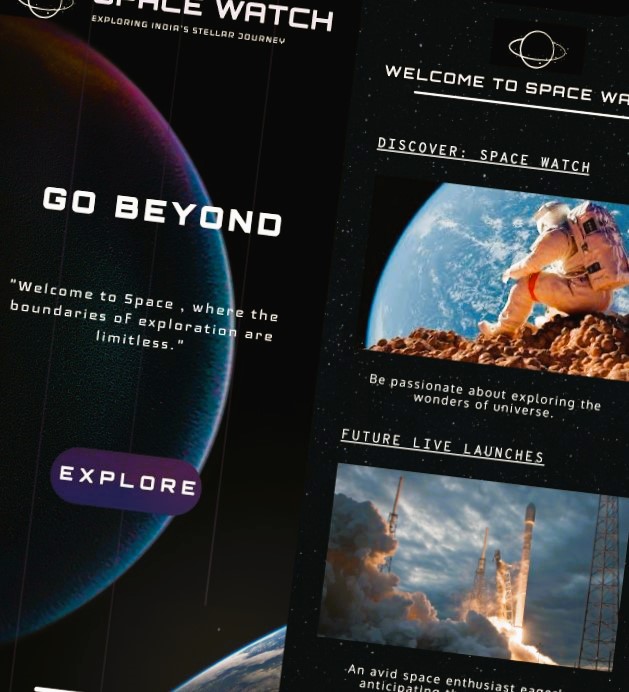 SPACE WATCH
EXPLORING INDIA'S STELLAR JOURNEY
GO BEYOND
"Welcome to Space , where the
boundaries of exploration are
limitless."
EXPLORE
WELCOME TO SPACE
DISCOVER: SPACE WATCH
Be passionate about exploring the
wonders of universe.
FUTURE LIVE LAUNCHES
An avid space enthusiast
anticipating